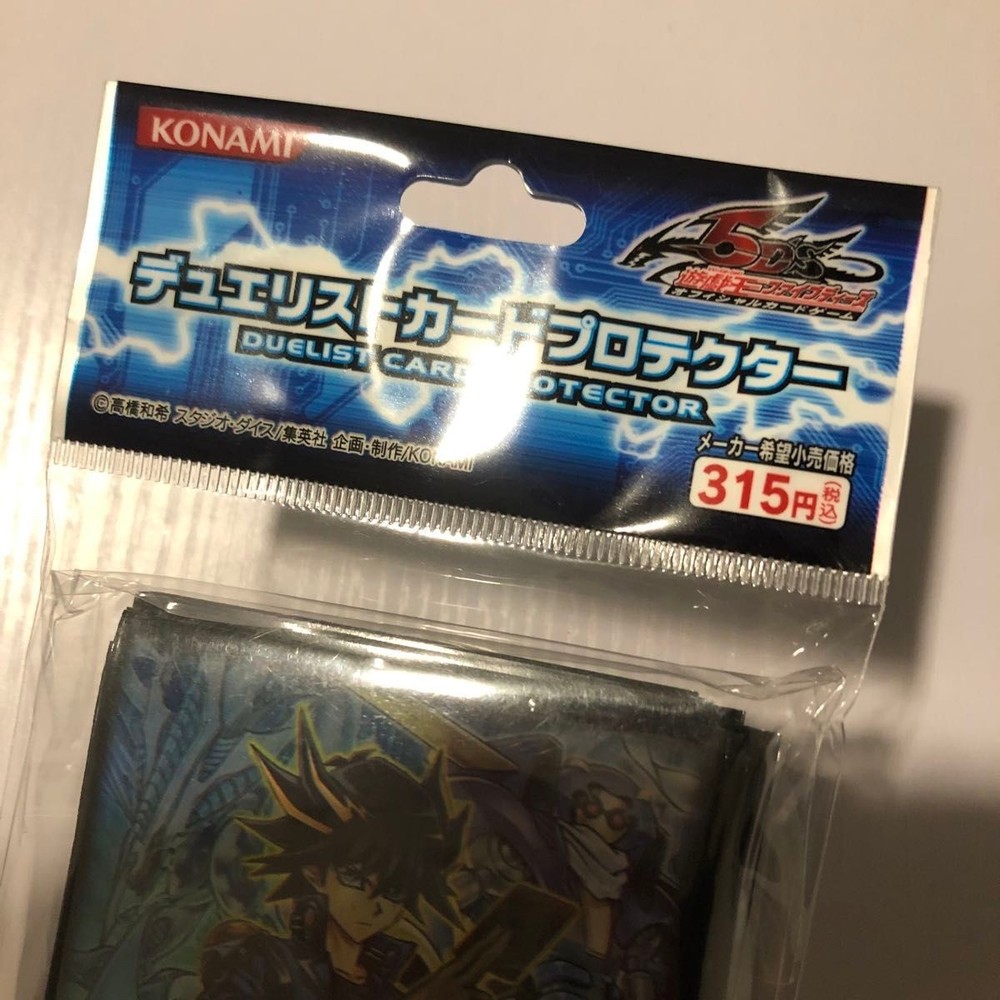 KONAMI
5D's
遊戯王ファイブディーズ
オフィシャルカードゲーム
デュエリストカードプロテクター
DUELIST CARD PROTECTOR
©高橋和希 スタジオ・ダイス/集英社 企画・制作/KONAMI
メーカー希望小売価格
315円(税込)